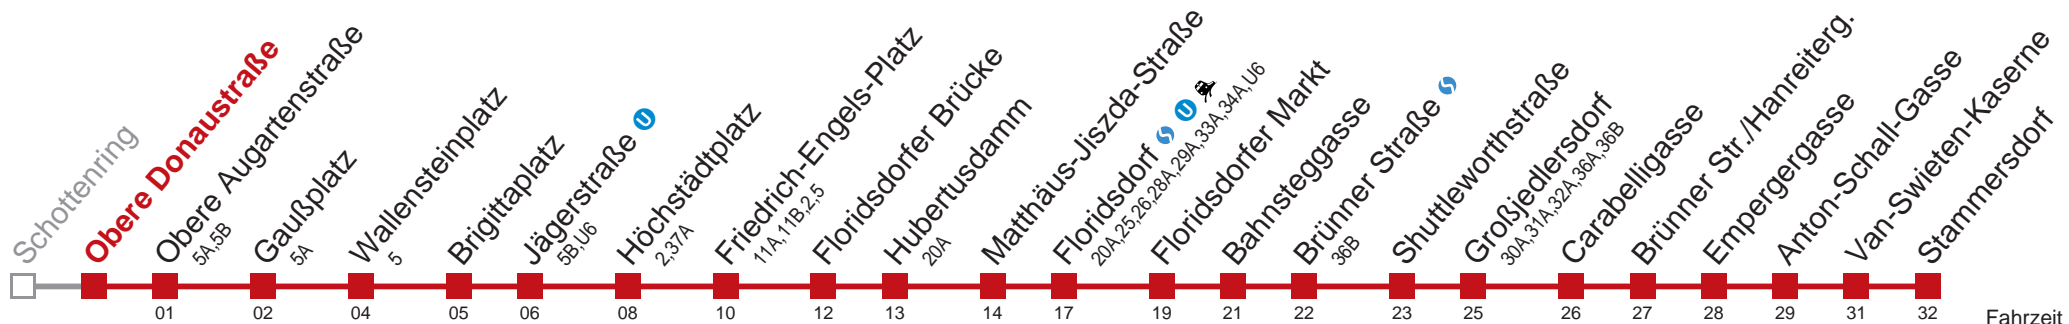 Schottenring
Obere Donaustraße
Obere Augartenstraße
5A,5B
Gaußplatz
5A
Wallensteinplatz
5
Brigittaplatz
Jägerstraße U
5B,U6
Höchstädtplatz
2,37A
Friedrich-Engels-Platz
11A,11B,2,5
Floridsdorfer Brücke
Hubertusdamm
20A
Matthäus-Jiszda-Straße
Floridsdorf U
20A,25,26,28A,29A,33A,34A,U6
Floridsdorfer Markt
Bahnsteggasse
Brünner Straße
36B
Shuttleworthstraße
Großjedlersdorf
30A,31A,32A,36A,36B
Carabelligasse
Brünner Str./Hanreiterg.
Empergergasse
Anton-Schall-Gasse
Van-Swieten-Kaserne
Stammersdorf
01 02 04 05 06 08 10 12 13 14 17 19 21 22 23 25 26 27 28 29 31 32 Fahrzeit